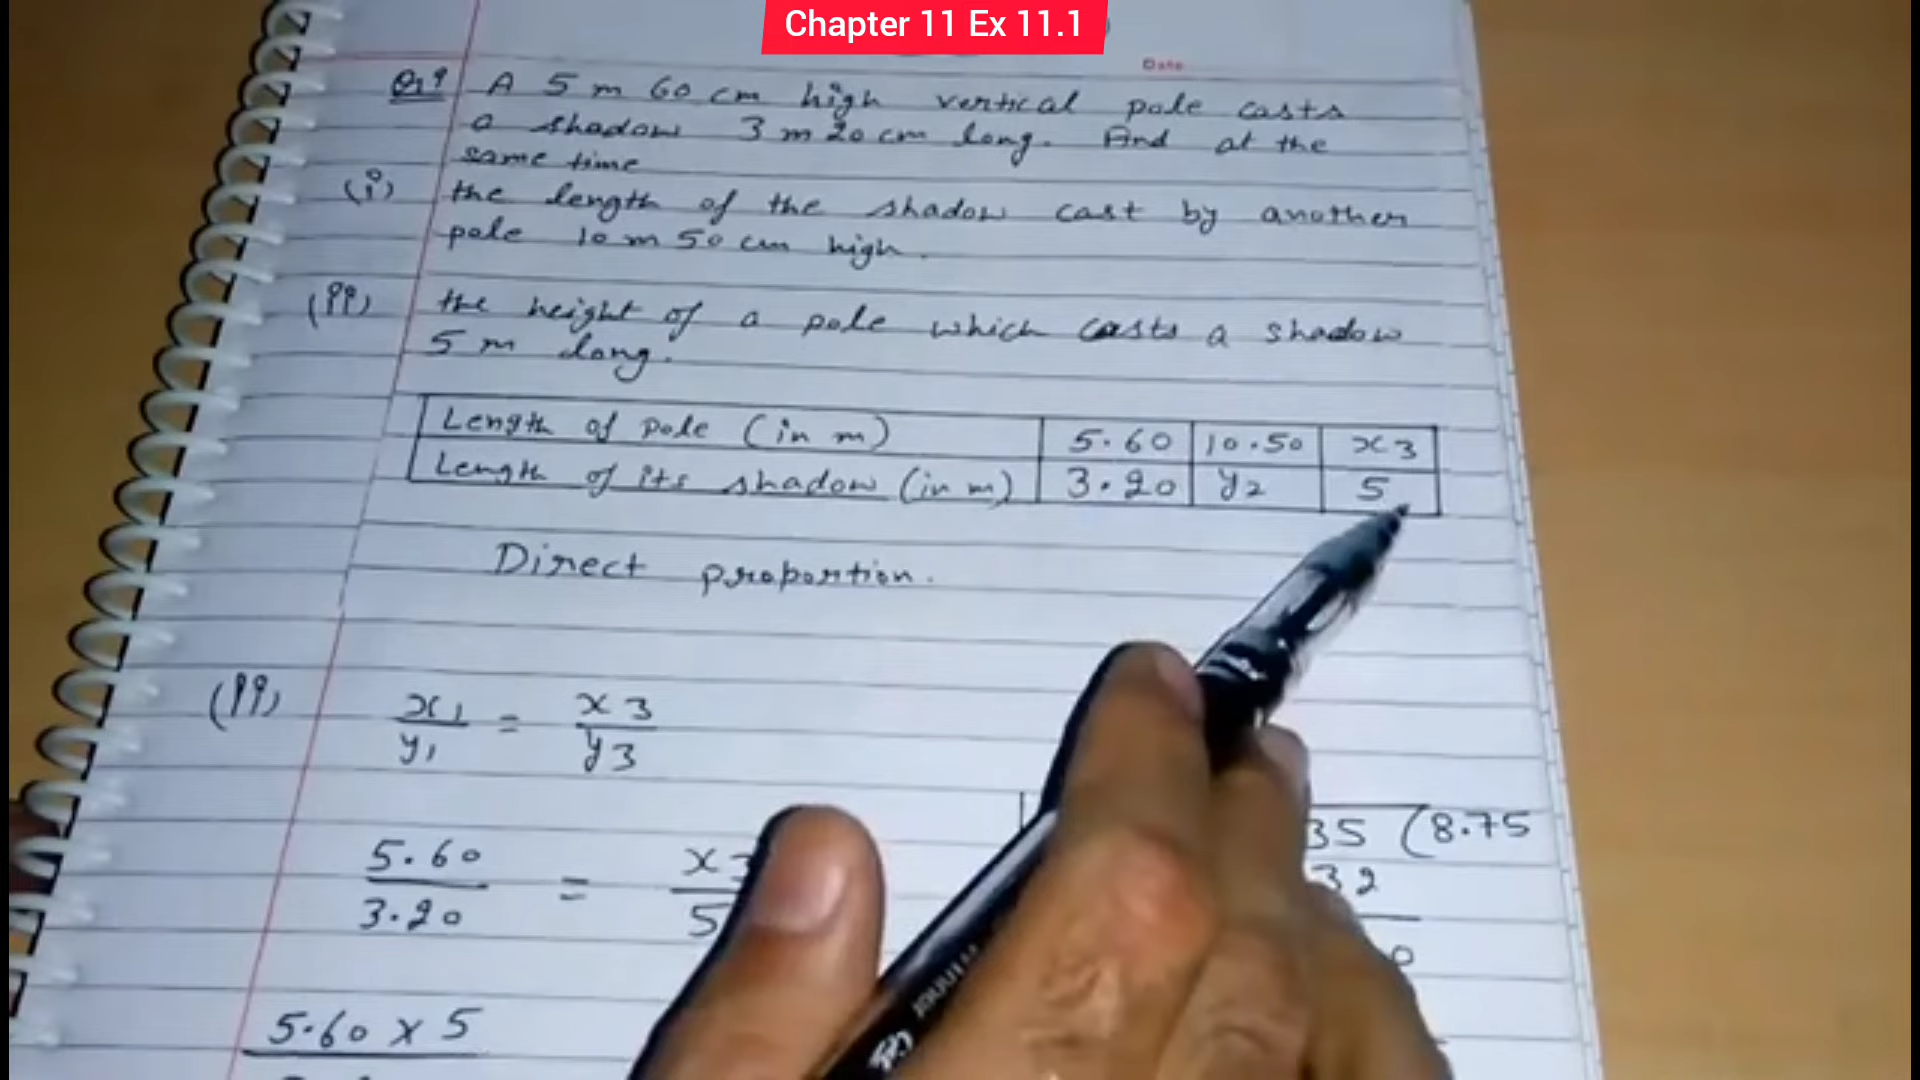 Chapter 11 Ex 11.1
Date
Q.9 A 5 m 60 cm high vertical pole casts
a shadow 3 m 20 cm long. Find at the
same time
(i) the length of the shadow cast by another
pole 10 m 50 cm high.
(ii) the height of a pole which casts a shadow
5 m long.
Length of pole (in m) 5.60 10.50 x3
Length of its shadow (in m) 3.20 y2 5
Direct proportion.
(ii) x1/y1 = x3/y3
35 (8.75
32
5.60/3.20 = x3/5
0
5.60 x 5
winner